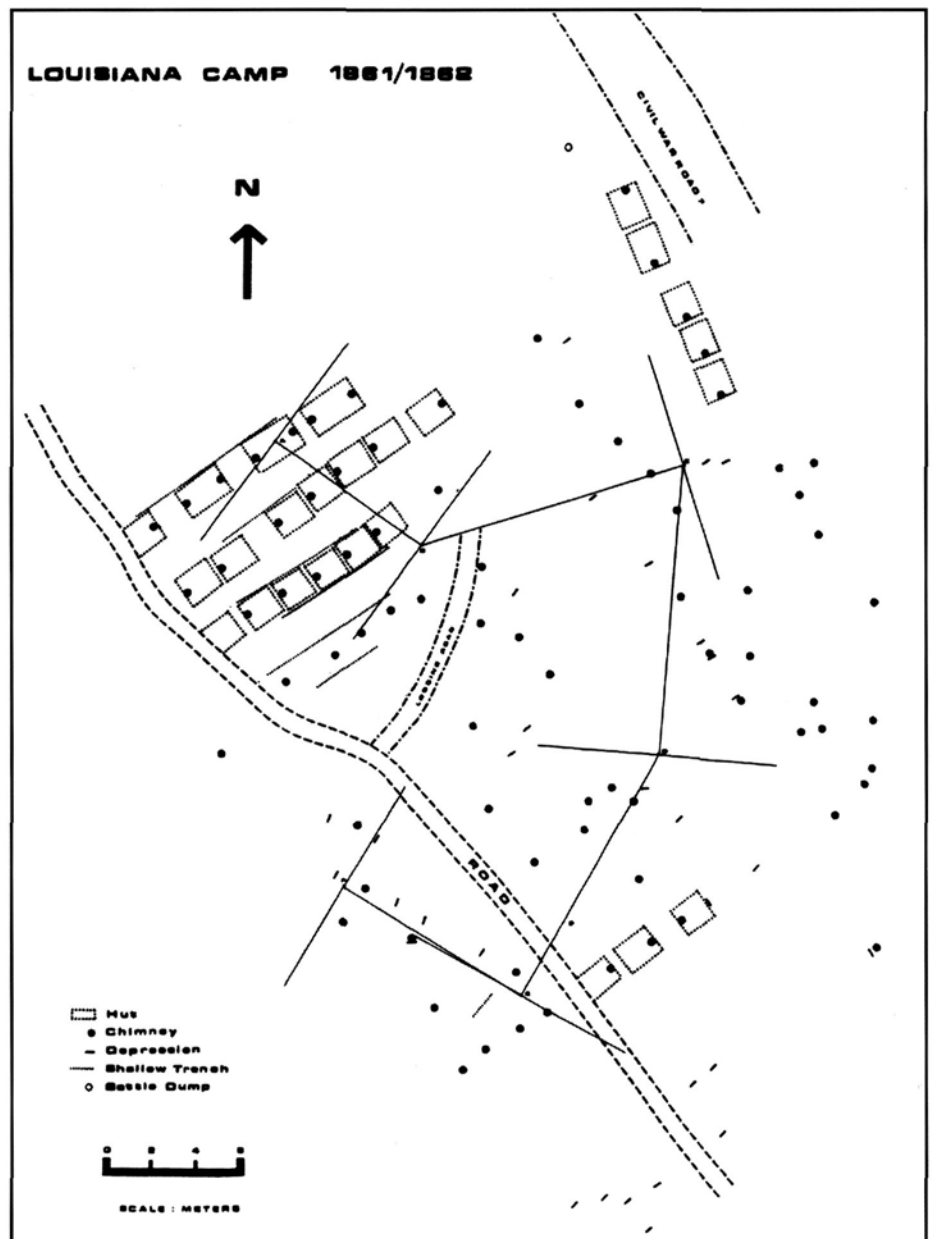 LOUISIANA CAMP 1861/1862
CIVIL WAR ROAD ?
N
LOGGING ROAD
ROAD
Hut
Chimney
Depression
Shallow Trench
Bottle Dump
0 2 4 6
SCALE : METERS